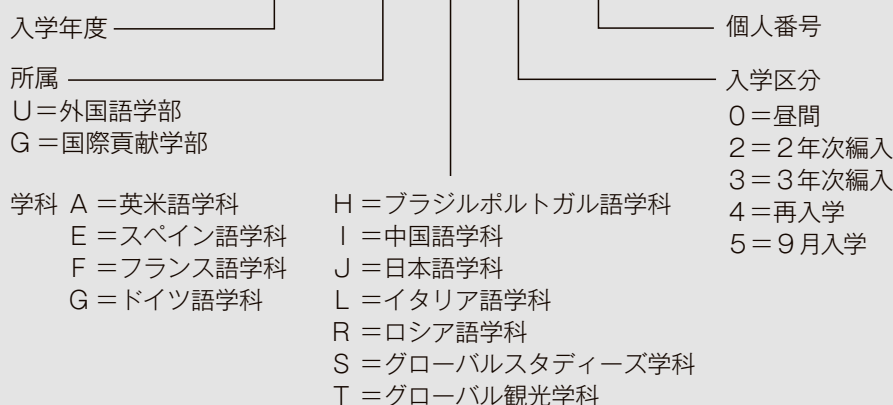 入学年度
個人番号
所属
U＝外国語学部
G＝国際貢献学部
入学区分
0＝昼間
2＝2年次編入
3＝3年次編入
4＝再入学
5＝9月入学
学科 A＝英米語学科
E＝スペイン語学科
F＝フランス語学科
G＝ドイツ語学科
H＝ブラジルポルトガル語学科
I＝中国語学科
J＝日本語学科
L＝イタリア語学科
R＝ロシア語学科
S＝グローバルスタディーズ学科
T＝グローバル観光学科